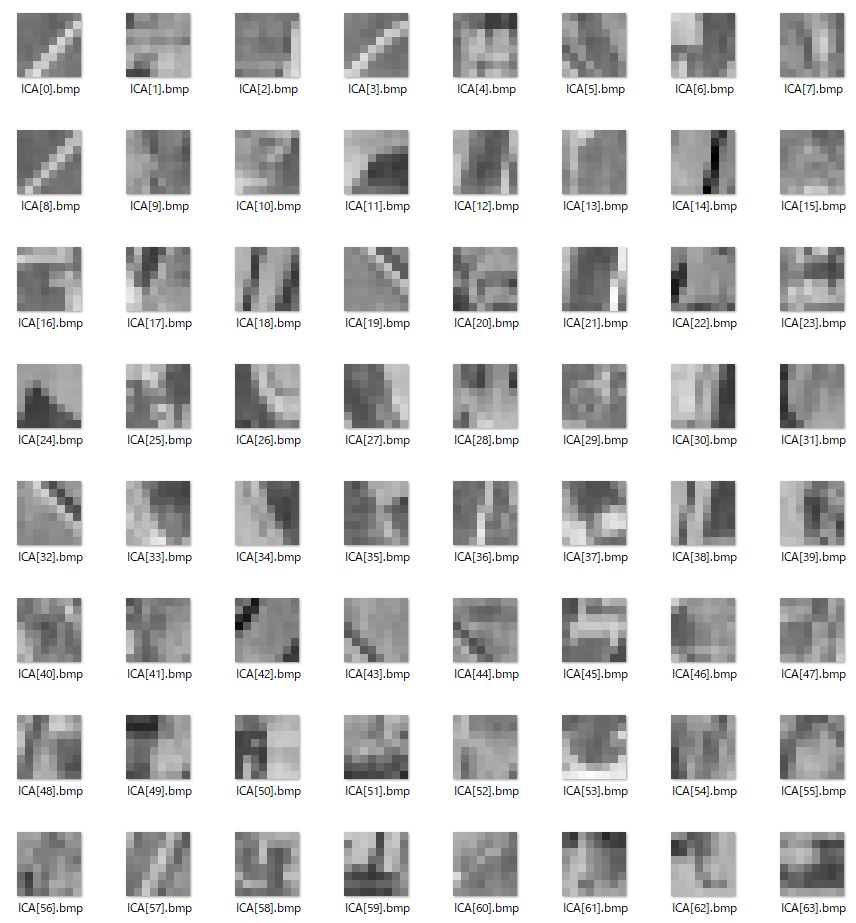 ICA[0].bmp ICA[1].bmp ICA[2].bmp ICA[3].bmp ICA[4].bmp ICA[5].bmp ICA[6].bmp ICA[7].bmp
ICA[8].bmp ICA[9].bmp ICA[10].bmp ICA[11].bmp ICA[12].bmp ICA[13].bmp ICA[14].bmp ICA[15].bmp
ICA[16].bmp ICA[17].bmp ICA[18].bmp ICA[19].bmp ICA[20].bmp ICA[21].bmp ICA[22].bmp ICA[23].bmp
ICA[24].bmp ICA[25].bmp ICA[26].bmp ICA[27].bmp ICA[28].bmp ICA[29].bmp ICA[30].bmp ICA[31].bmp
ICA[32].bmp ICA[33].bmp ICA[34].bmp ICA[35].bmp ICA[36].bmp ICA[37].bmp ICA[38].bmp ICA[39].bmp
ICA[40].bmp ICA[41].bmp ICA[42].bmp ICA[43].bmp ICA[44].bmp ICA[45].bmp ICA[46].bmp ICA[47].bmp
ICA[48].bmp ICA[49].bmp ICA[50].bmp ICA[51].bmp ICA[52].bmp ICA[53].bmp ICA[54].bmp ICA[55].bmp
ICA[56].bmp ICA[57].bmp ICA[58].bmp ICA[59].bmp ICA[60].bmp ICA[61].bmp ICA[62].bmp ICA[63].bmp